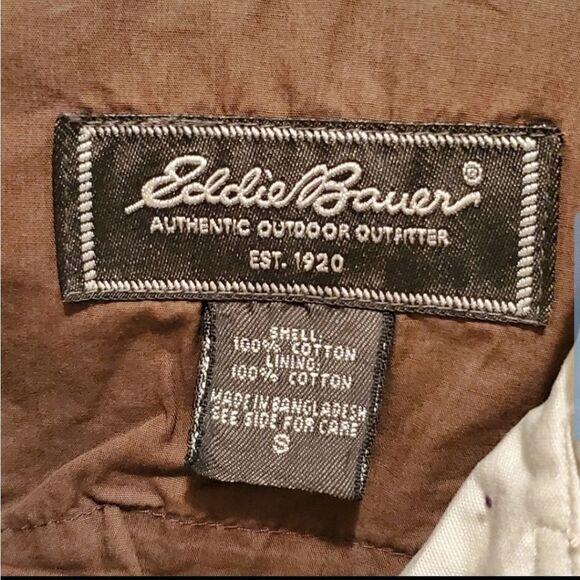 Eddie Bauer®
AUTHENTIC OUTDOOR OUTFITTER
EST. 1920
SHELL:
100% COTTON
LINING:
100% COTTON
MADE IN BANGLADESH
SEE SIDE FOR CARE
S